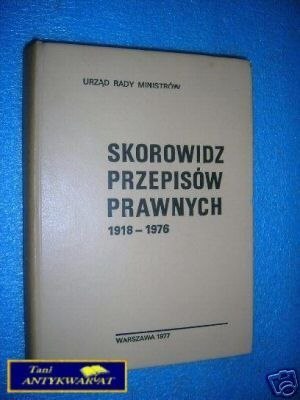 URZĄD RADY MINISTRÓW
SKOROWIDZ
PRZEPISÓW
PRAWNYCH
1918 – 1976
WARSZAWA 1977
Tani
ANTYKWARIAT